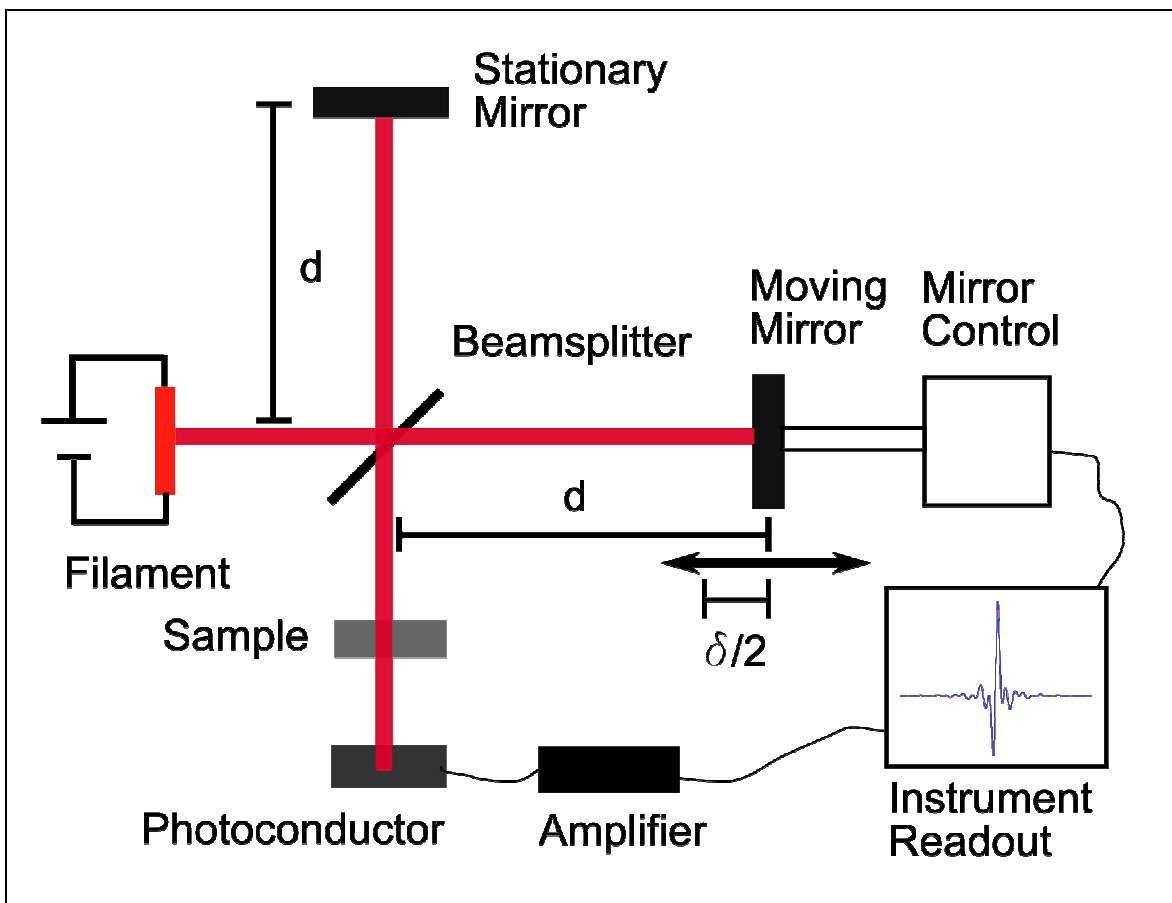 Stationary
Mirror
d
Moving
Mirror
Mirror
Control
Beamsplitter
d
Filament
Sample
δ/2
Photoconductor
Amplifier
Instrument
Readout